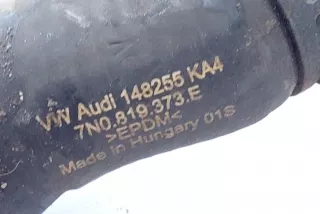 VW Audi 148255 KA4
7N0.819.373.E
>EPDM<
Made in Hungary 01S